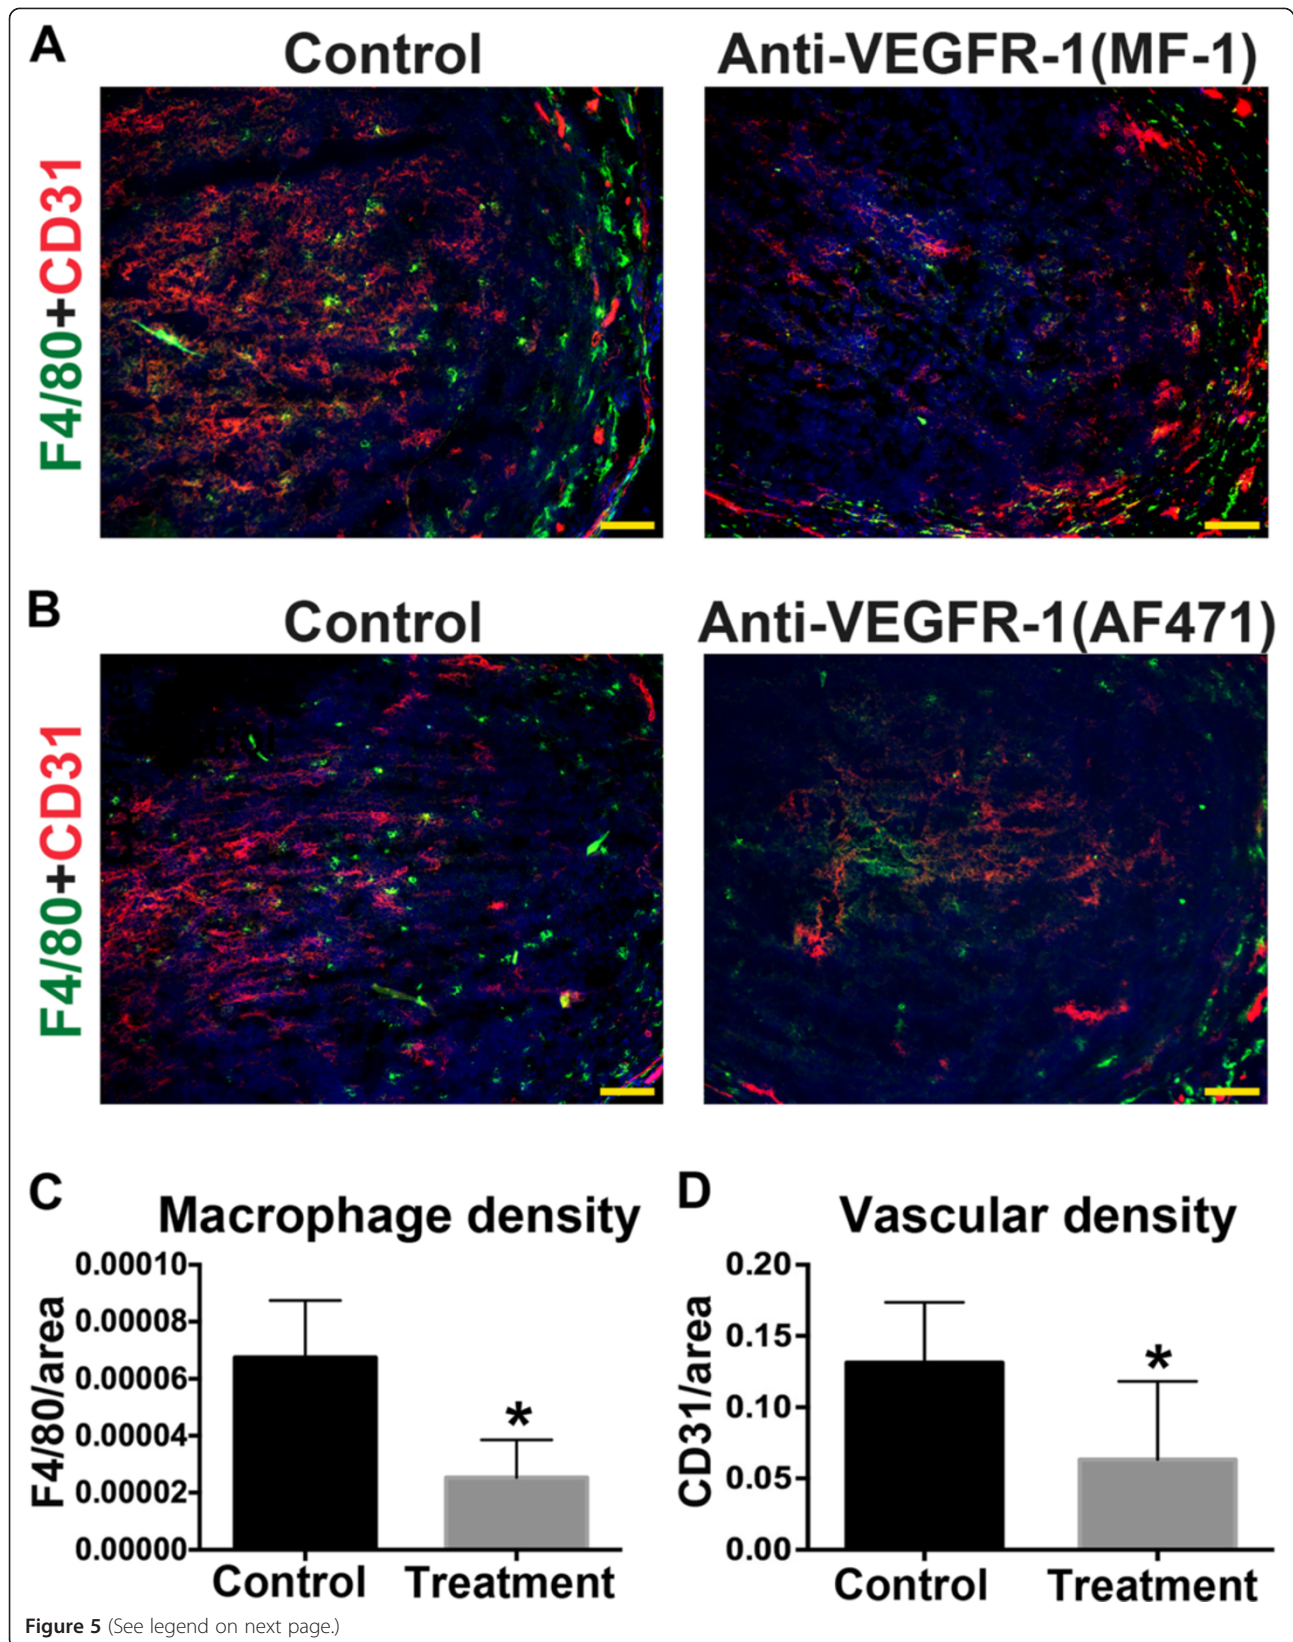 A
Control
Anti-VEGFR-1(MF-1)
F4/80+CD31
B
Control
Anti-VEGFR-1(AF471)
F4/80+CD31
C
Macrophage density
F4/80/area
0.00010
0.00008
0.00006
0.00004
0.00002
0.00000
*
Control
Treatment
D
Vascular density
CD31/area
0.20
0.15
0.10
0.05
0.00
*
Control
Treatment
Figure 5 (See legend on next page.)